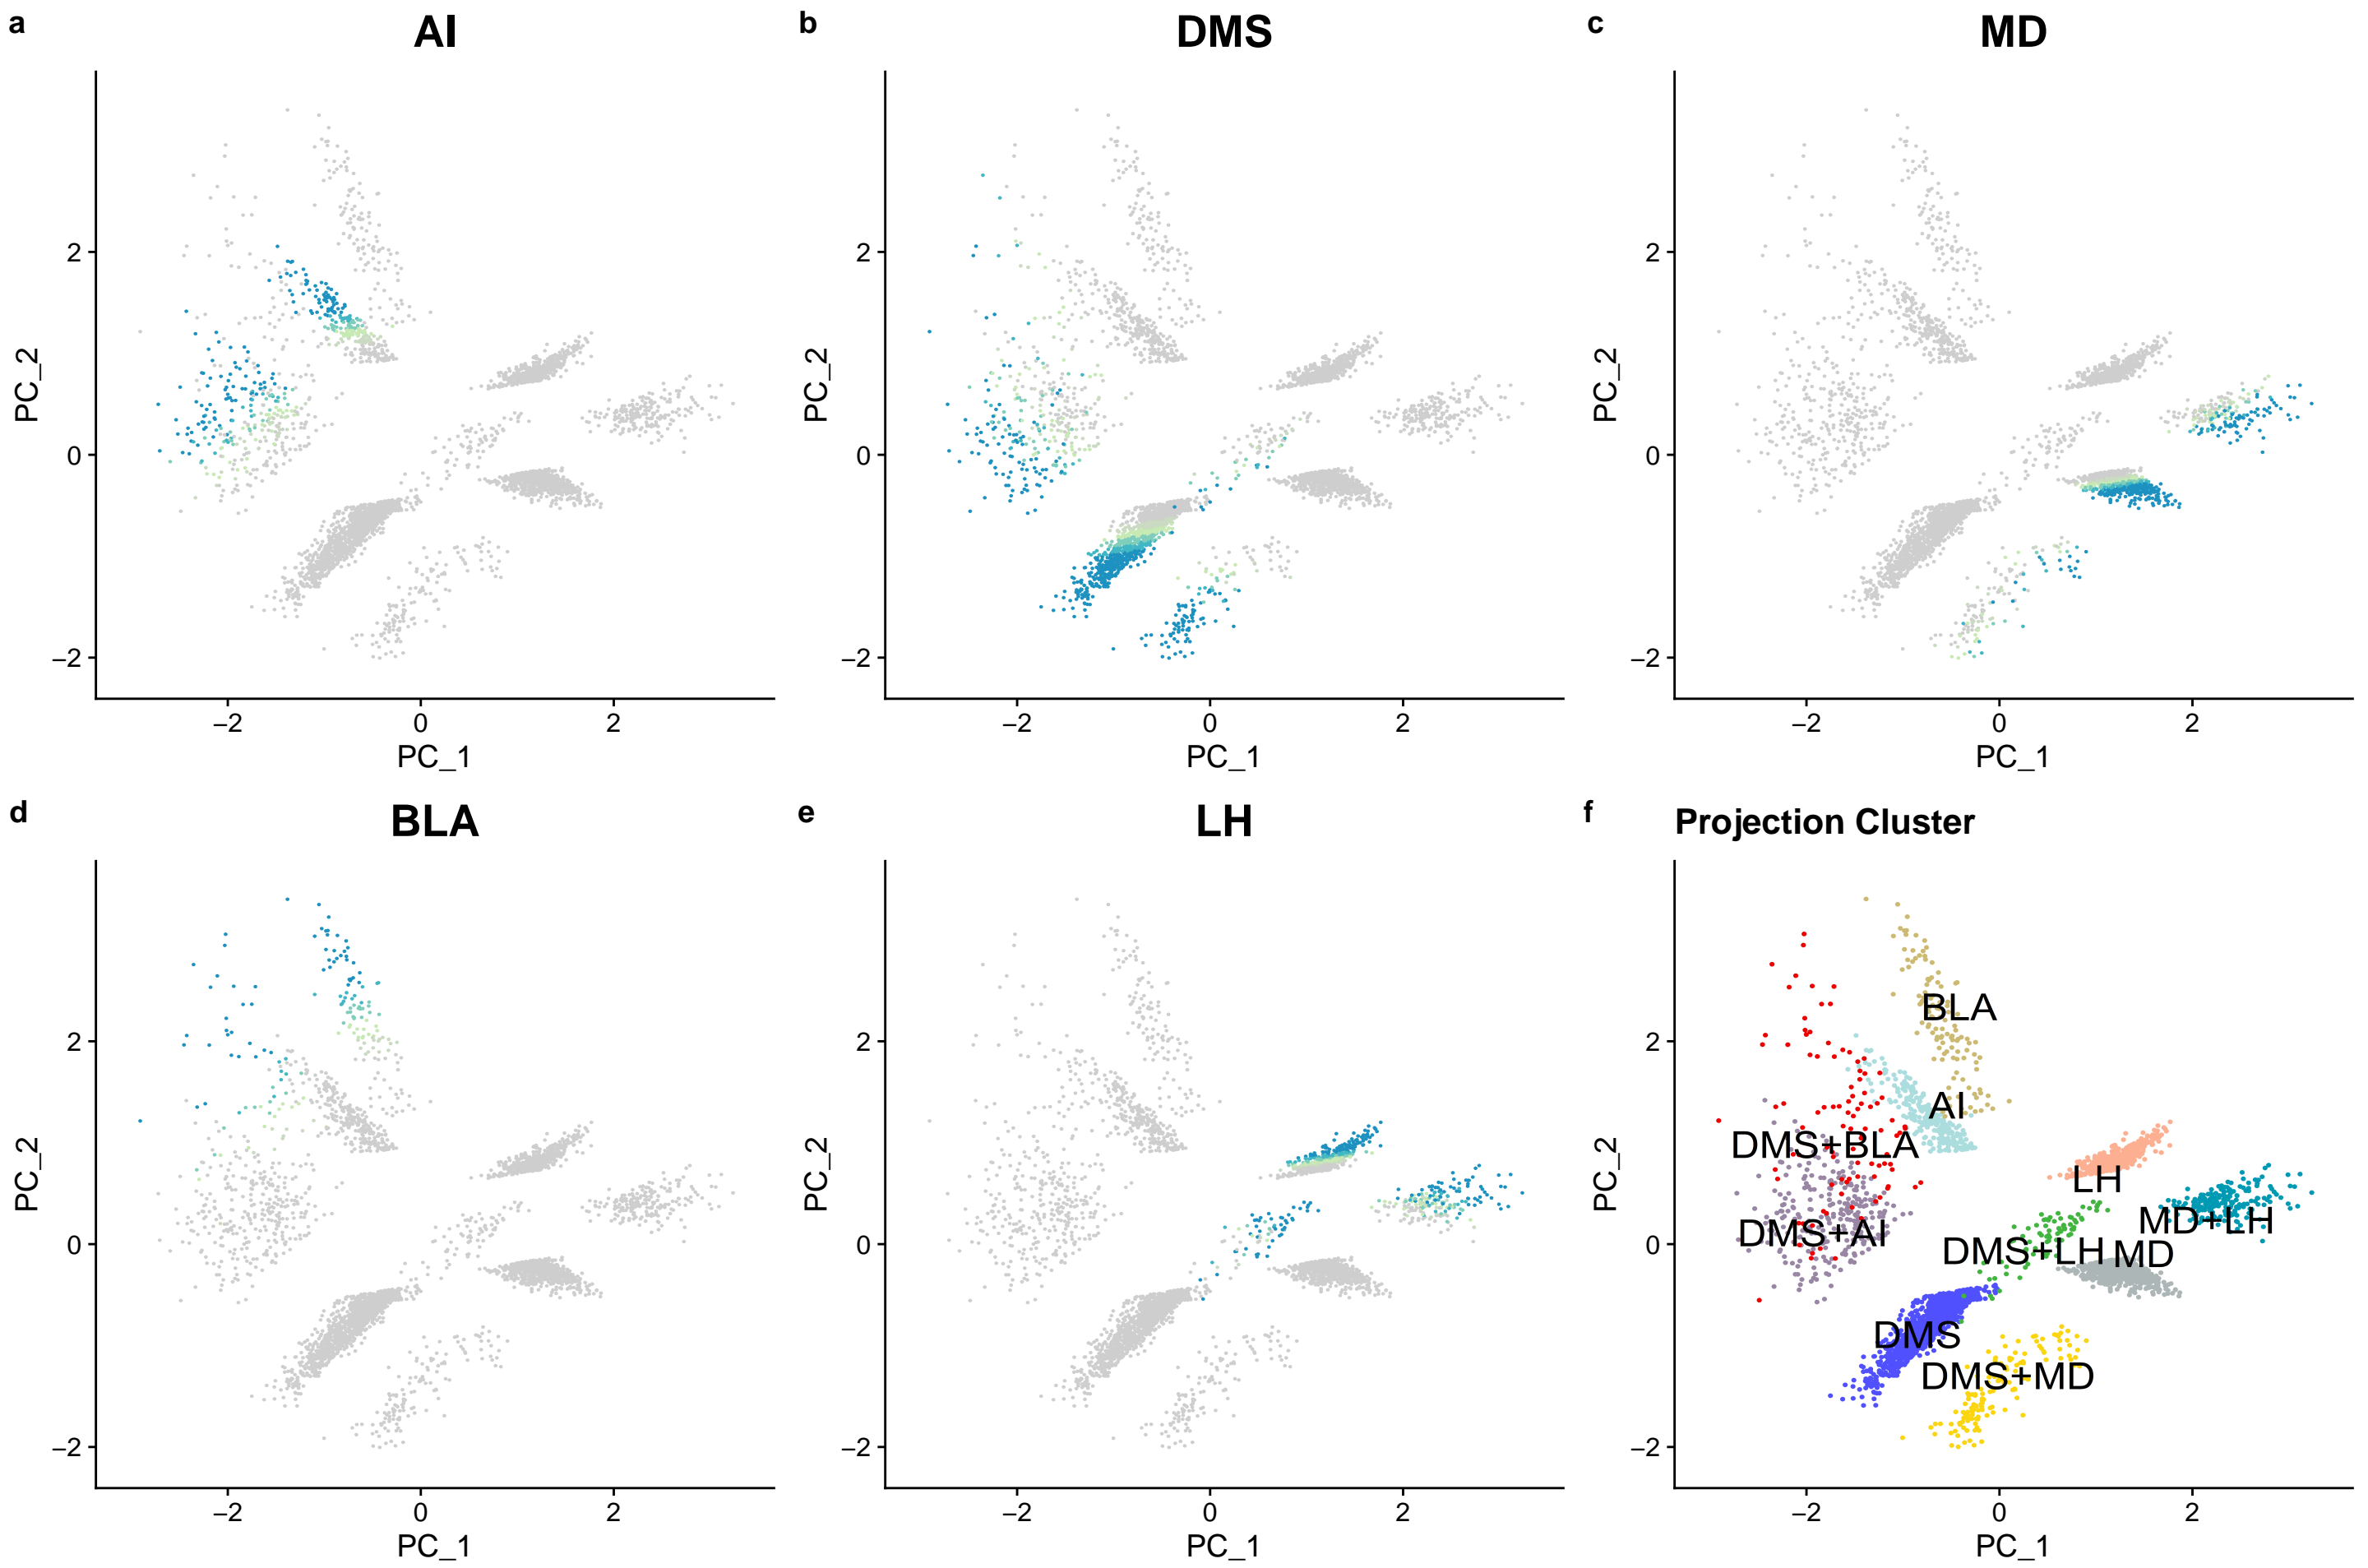 a
AI
PC_2
2
0
–2
–2
0
2
PC_1
b
DMS
PC_2
2
0
–2
–2
0
2
PC_1
c
MD
PC_2
2
0
–2
–2
0
2
PC_1
d
BLA
PC_2
2
0
–2
–2
0
2
PC_1
e
LH
PC_2
2
0
–2
–2
0
2
PC_1
f
Projection Cluster
PC_2
2
0
–2
BLA
AI
DMS+BLA
LH
MD+LH
DMS+AI
DMS+LH
MD
DMS
DMS+MD
–2
0
2
PC_1